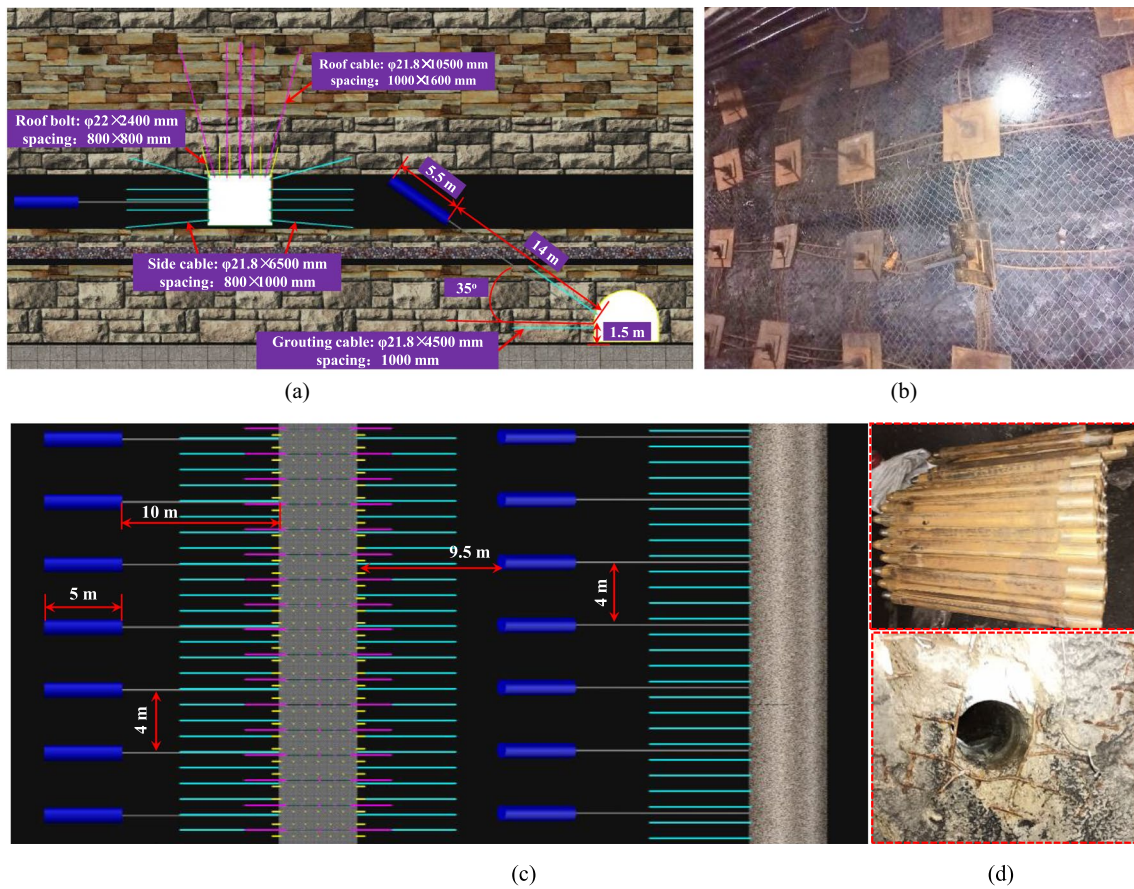 Roof cable: φ21.8×10500 mm
spacing：1000×1600 mm
Roof bolt: φ22×2400 mm
spacing：800×800 mm
5.5 m
14 m
Side cable: φ21.8×6500 mm
spacing：800×1000 mm
35°
1.5 m
Grouting cable: φ21.8×4500 mm
spacing：1000 mm
(a)
(b)
10 m
9.5 m
5 m
4 m
4 m
(c)
(d)